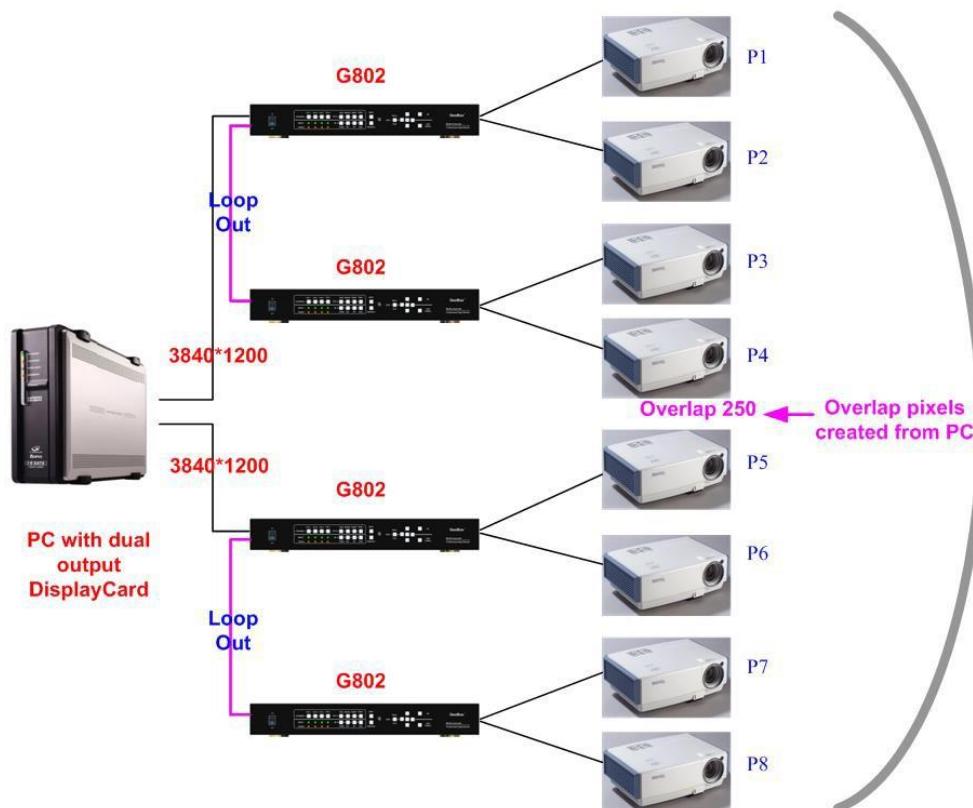 G802
P1
P2
Loop
Out
G802
P3
P4
3840*1200
Overlap 250
Overlap pixels
created from PC
3840*1200
G802
P5
P6
PC with dual
output
DisplayCard
Loop
Out
G802
P7
P8